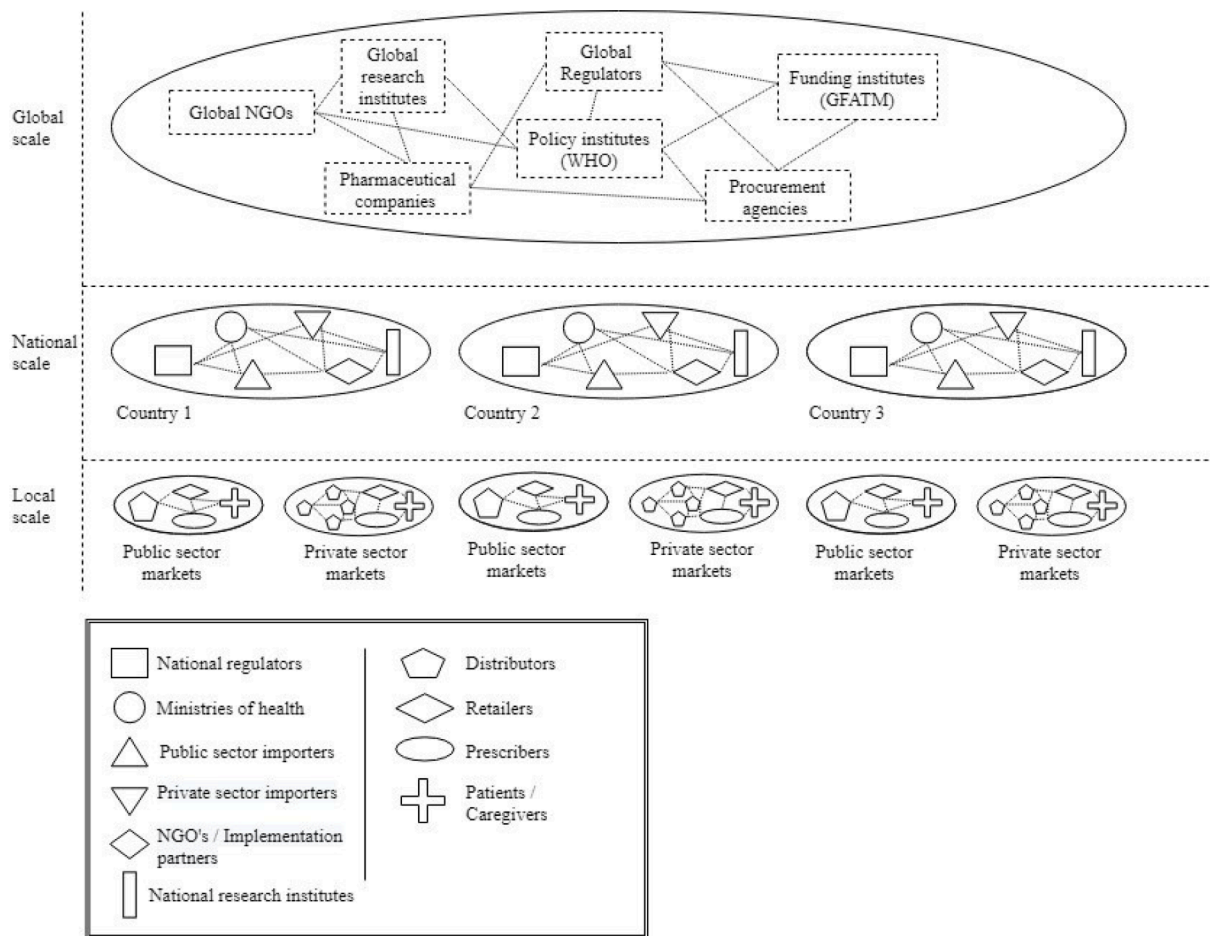 Global
scale
Global NGOs
Global
research
institutes
Pharmaceutical
companies
Global
Regulators
Policy institutes
(WHO)
Funding institutes
(GFATM)
Procurement
agencies
National
scale
Country 1
Country 2
Country 3
Local
scale
Public sector
markets
Private sector
markets
Public sector
markets
Private sector
markets
Public sector
markets
Private sector
markets
National regulators
Ministries of health
Public sector importers
Private sector importers
NGO's / Implementation
partners
National research institutes
Distributors
Retailers
Prescribers
Patients /
Caregivers